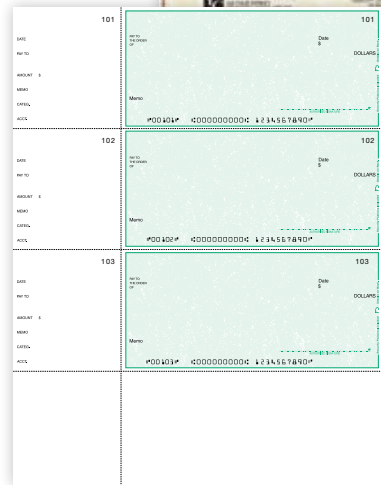 101
DATE
PAY TO
AMOUNT $
MEMO
CATEG.
ACCT.
101
PAY TO
THE ORDER
OF
Date
$
DOLLARS
Memo
⑈00101⑈ ⑆000000000⑆ 1234567890⑈
102
DATE
PAY TO
AMOUNT $
MEMO
CATEG.
ACCT.
102
PAY TO
THE ORDER
OF
Date
$
DOLLARS
Memo
⑈00102⑈ ⑆000000000⑆ 1234567890⑈
103
DATE
PAY TO
AMOUNT $
MEMO
CATEG.
ACCT.
103
PAY TO
THE ORDER
OF
Date
$
DOLLARS
Memo
⑈00103⑈ ⑆000000000⑆ 1234567890⑈